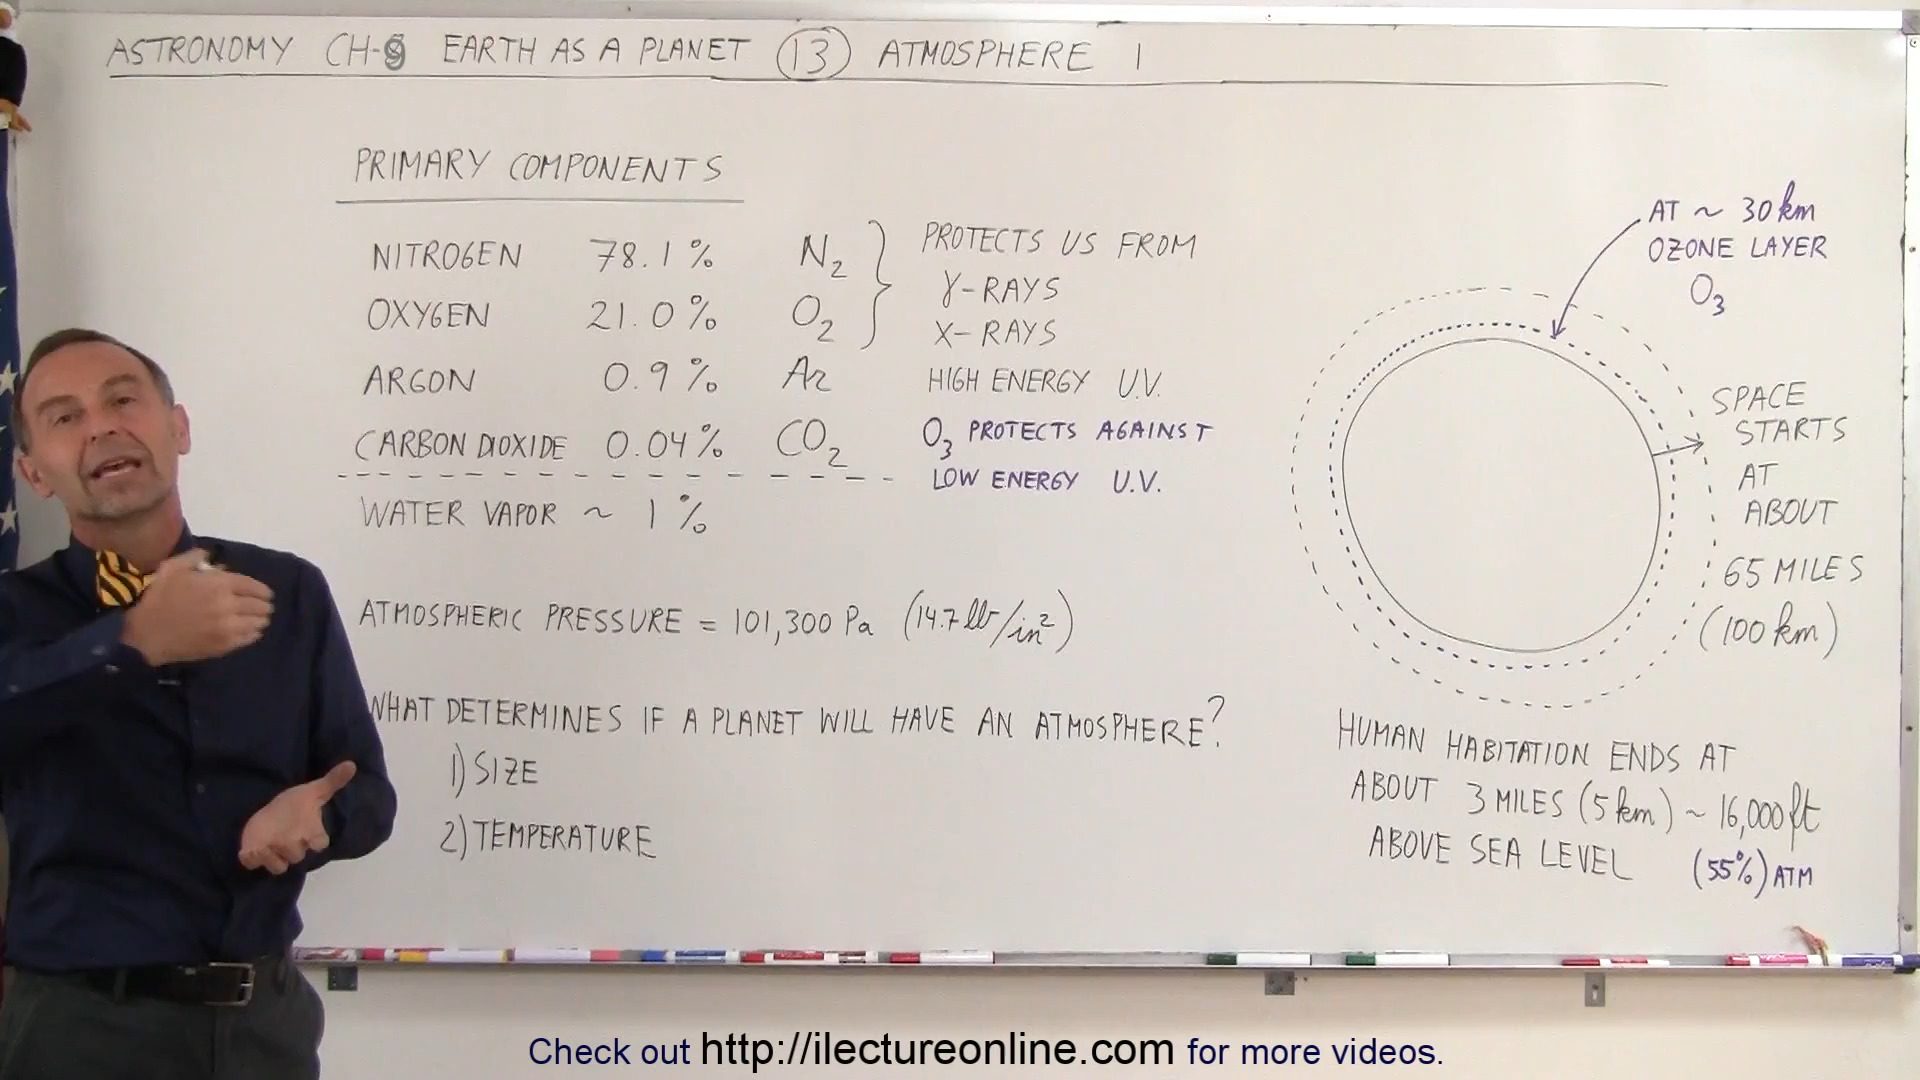 ASTRONOMY CH-9 EARTH AS A PLANET 13 ATMOSPHERE 1
PRIMARY COMPONENTS
NITROGEN 78.1% N2
OXYGEN 21.0% O2
ARGON 0.9% Ar
CARBON DIOXIDE 0.04% CO2
WATER VAPOR ~ 1%
PROTECTS US FROM
γ-RAYS
X-RAYS
HIGH ENERGY U.V.
O3 PROTECTS AGAINST
LOW ENERGY U.V.
ATMOSPHERIC PRESSURE = 101,300 Pa (14.7 lb/in²)
WHAT DETERMINES IF A PLANET WILL HAVE AN ATMOSPHERE?
1) SIZE
2) TEMPERATURE
AT ~ 30 km
OZONE LAYER
O3
SPACE
STARTS
AT
ABOUT
65 MILES
(100 km)
HUMAN HABITATION ENDS AT
ABOUT 3 MILES (5 km) ~ 16,000 ft
ABOVE SEA LEVEL (55%) ATM
Check out http://ilectureonline.com for more videos.